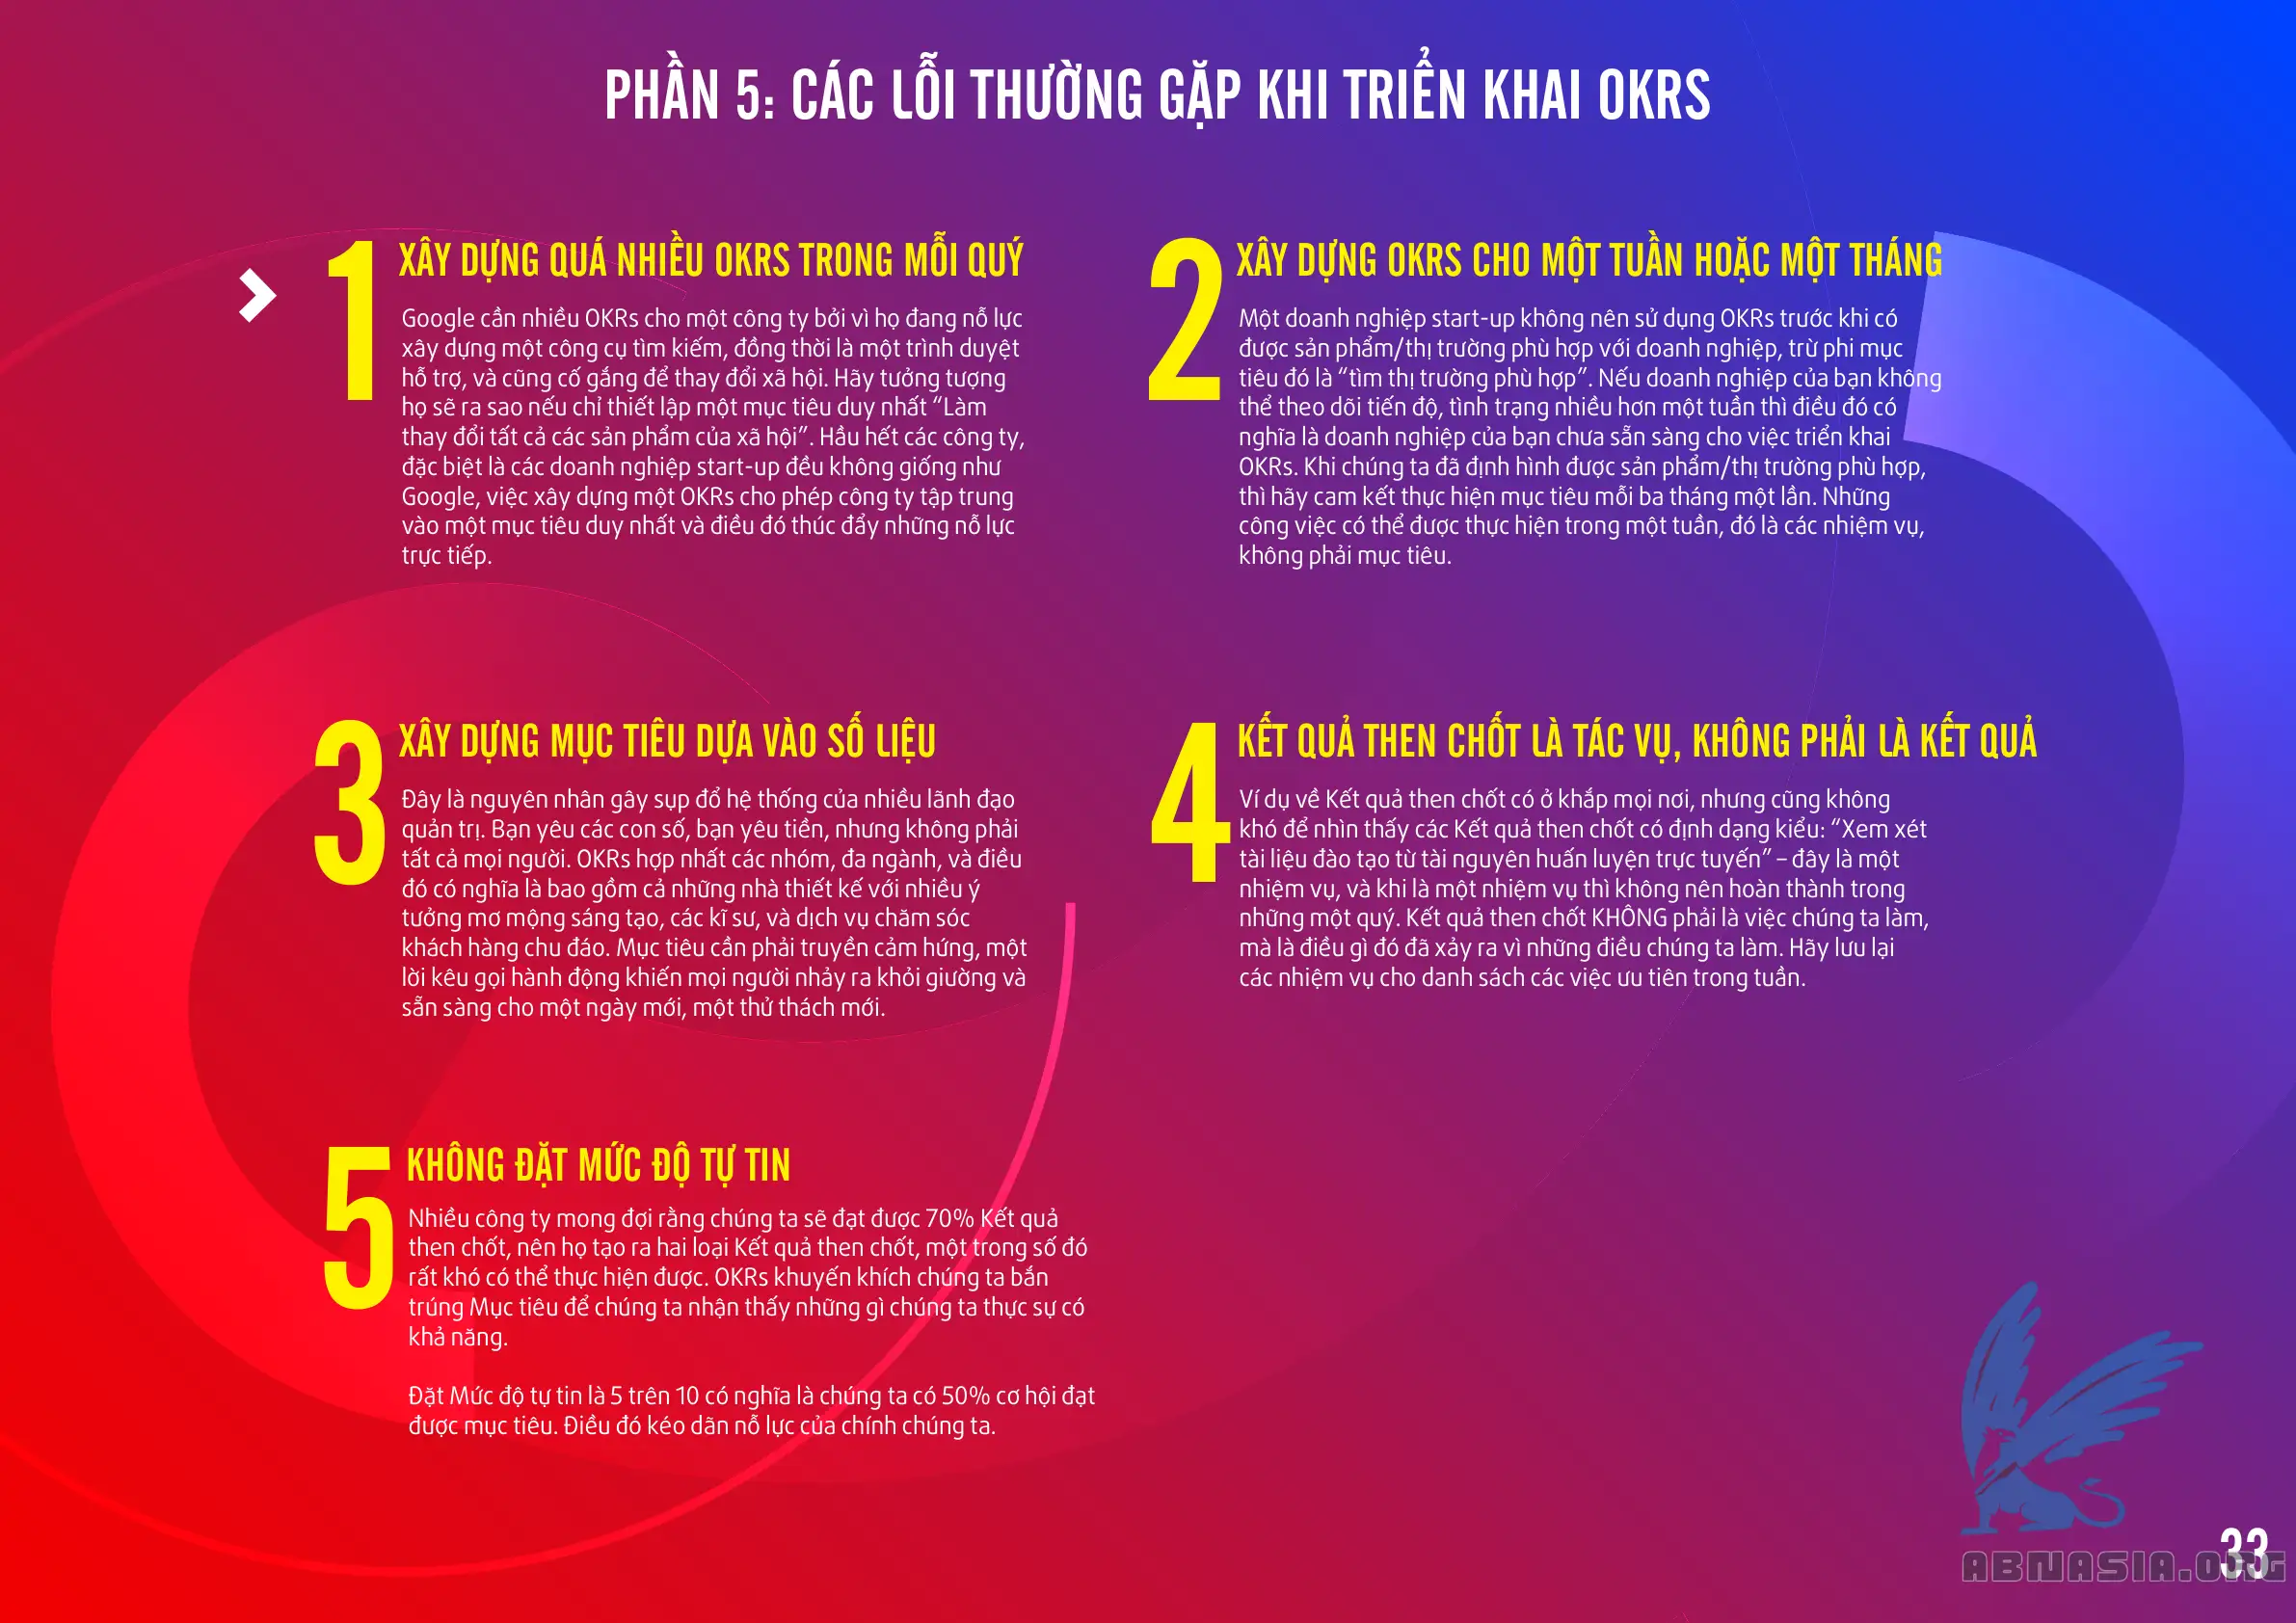 PHẦN 5: CÁC LỖI THƯỜNG GẶP KHI TRIỂN KHAI OKRS
1
XÂY DỰNG QUÁ NHIỀU OKRS TRONG MỖI QUÝ
Google cần nhiều OKRs cho một công ty bởi vì họ đang nỗ lực
xây dựng một công cụ tìm kiếm, đồng thời là một trình duyệt
hỗ trợ, và cũng cố gắng để thay đổi xã hội. Hãy tưởng tượng
họ sẽ ra sao nếu chỉ thiết lập một mục tiêu duy nhất “Làm
thay đổi tất cả các sản phẩm của xã hội”. Hầu hết các công ty,
đặc biệt là các doanh nghiệp start-up đều không giống như
Google, việc xây dựng một OKRs cho phép công ty tập trung
vào một mục tiêu duy nhất và điều đó thúc đẩy những nỗ lực
trực tiếp.
2
XÂY DỰNG OKRS CHO MỘT TUẦN HOẶC MỘT THÁNG
Một doanh nghiệp start-up không nên sử dụng OKRs trước khi có
được sản phẩm/thị trường phù hợp với doanh nghiệp, trừ phi mục
tiêu đó là “tìm thị trường phù hợp”. Nếu doanh nghiệp của bạn không
thể theo dõi tiến độ, tình trạng nhiều hơn một tuần thì điều đó có
nghĩa là doanh nghiệp của bạn chưa sẵn sàng cho việc triển khai
OKRs. Khi chúng ta đã định hình được sản phẩm/thị trường phù hợp,
thì hãy cam kết thực hiện mục tiêu mỗi ba tháng một lần. Những
công việc có thể được thực hiện trong một tuần, đó là các nhiệm vụ,
không phải mục tiêu.
3
XÂY DỰNG MỤC TIÊU DỰA VÀO SỐ LIỆU
Đây là nguyên nhân gây sụp đổ hệ thống của nhiều lãnh đạo
quản trị. Bạn yêu các con số, bạn yêu tiền, nhưng không phải
tất cả mọi người. OKRs hợp nhất các nhóm, đa ngành, và điều
đó có nghĩa là bao gồm cả những nhà thiết kế với nhiều ý
tưởng mơ mộng sáng tạo, các kĩ sư, và dịch vụ chăm sóc
khách hàng chu đáo. Mục tiêu cần phải truyền cảm hứng, một
lời kêu gọi hành động khiến mọi người nhảy ra khỏi giường và
sẵn sàng cho một ngày mới, một thử thách mới.
4
KẾT QUẢ THEN CHỐT LÀ TÁC VỤ, KHÔNG PHẢI LÀ KẾT QUẢ
Ví dụ về Kết quả then chốt có ở khắp mọi nơi, nhưng cũng không
khó để nhìn thấy các Kết quả then chốt có định dạng kiểu: “Xem xét
tài liệu đào tạo từ tài nguyên huấn luyện trực tuyến” – đây là một
nhiệm vụ, và khi là một nhiệm vụ thì không nên hoàn thành trong
những một quý. Kết quả then chốt KHÔNG phải là việc chúng ta làm,
mà là điều gì đó đã xảy ra vì những điều chúng ta làm. Hãy lưu lại
các nhiệm vụ cho danh sách các việc ưu tiên trong tuần.
5
KHÔNG ĐẶT MỨC ĐỘ TỰ TIN
Nhiều công ty mong đợi rằng chúng ta sẽ đạt được 70% Kết quả
then chốt, nên họ tạo ra hai loại Kết quả then chốt, một trong số đó
rất khó có thể thực hiện được. OKRs khuyến khích chúng ta bắn
trúng Mục tiêu để chúng ta nhận thấy những gì chúng ta thực sự có
khả năng.
Đặt Mức độ tự tin là 5 trên 10 có nghĩa là chúng ta có 50% cơ hội đạt
được mục tiêu. Điều đó kéo dãn nỗ lực của chính chúng ta.
33
ABNASIA.ORG